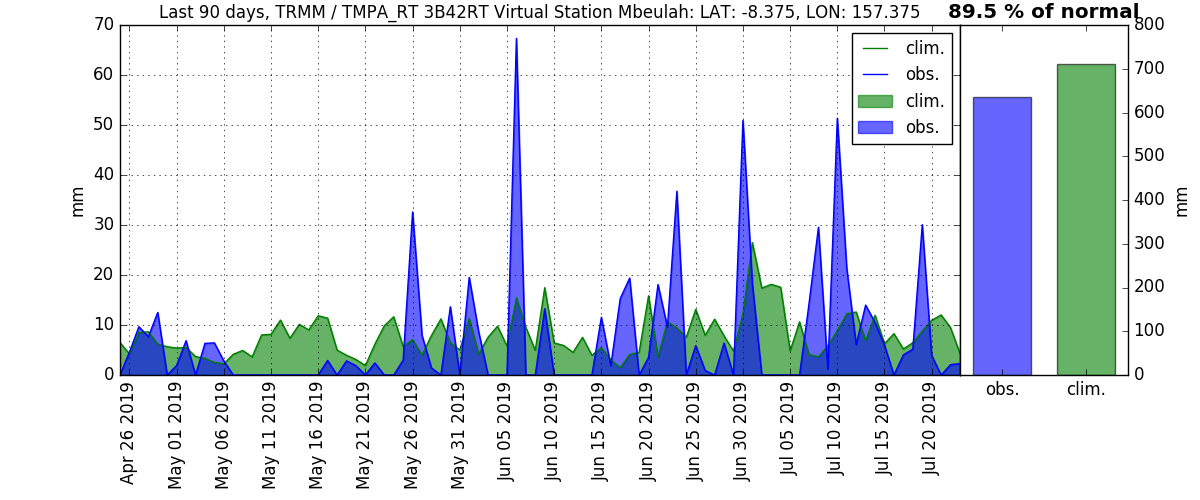 Last 90 days, TRMM / TMPA_RT 3B42RT Virtual Station Mbeulah: LAT: -8.375, LON: 157.375
89.5 % of normal
70
60
50
40
30
20
10
0
mm
clim.
obs.
clim.
obs.
800
700
600
500
400
300
200
100
0
mm
Apr 26 2019
May 01 2019
May 06 2019
May 11 2019
May 16 2019
May 21 2019
May 26 2019
May 31 2019
Jun 05 2019
Jun 10 2019
Jun 15 2019
Jun 20 2019
Jun 25 2019
Jun 30 2019
Jul 05 2019
Jul 10 2019
Jul 15 2019
Jul 20 2019
obs.
clim.